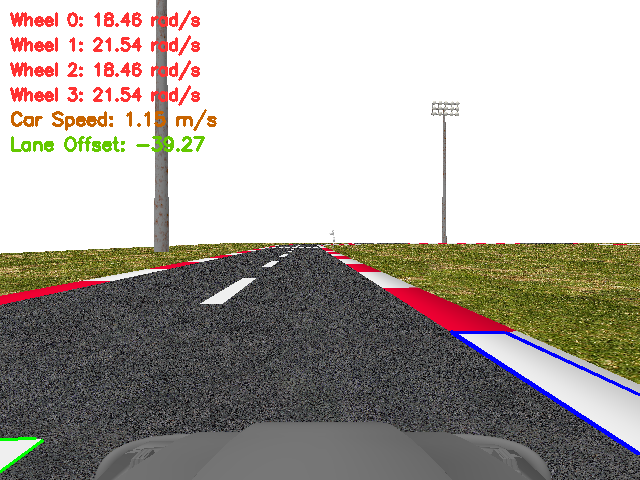 Wheel 0: 18.46 rad/s
Wheel 1: 21.54 rad/s
Wheel 2: 18.46 rad/s
Wheel 3: 21.54 rad/s
Car Speed: 1.15 m/s
Lane Offset: -39.27